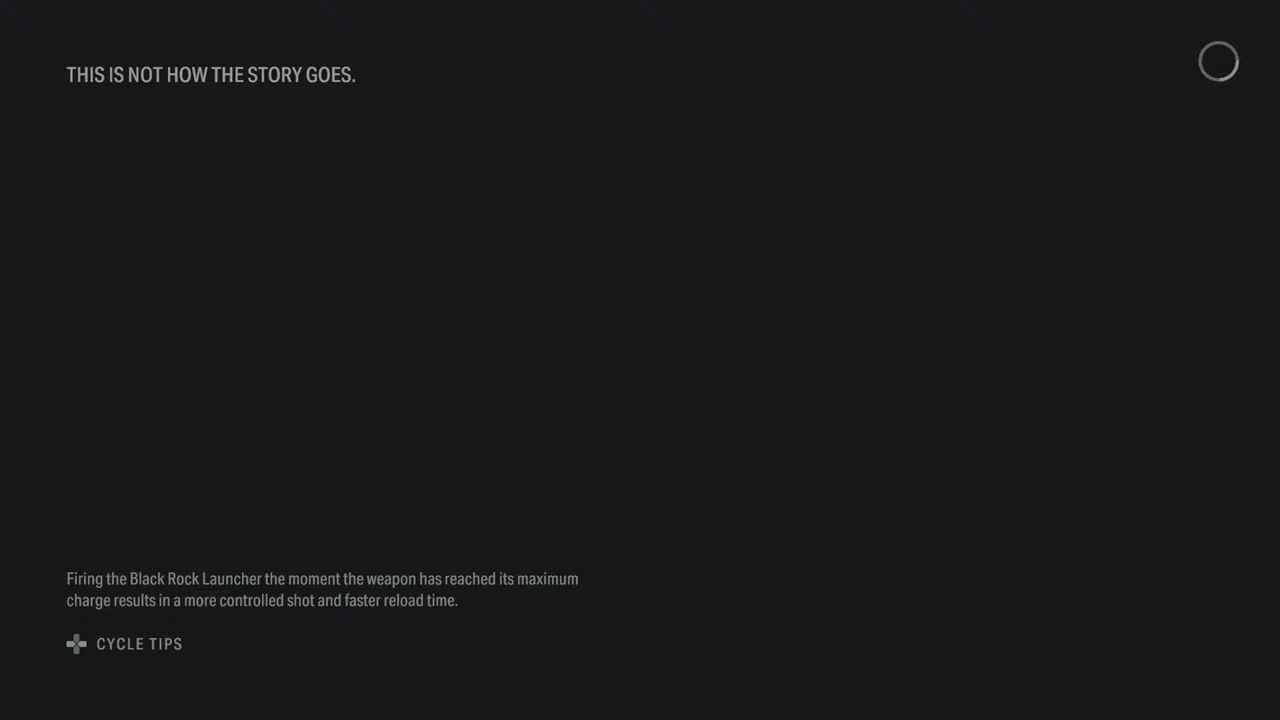 THIS IS NOT HOW THE STORY GOES.
Firing the Black Rock Launcher the moment the weapon has reached its maximum
charge results in a more controlled shot and faster reload time.
CYCLE TIPS